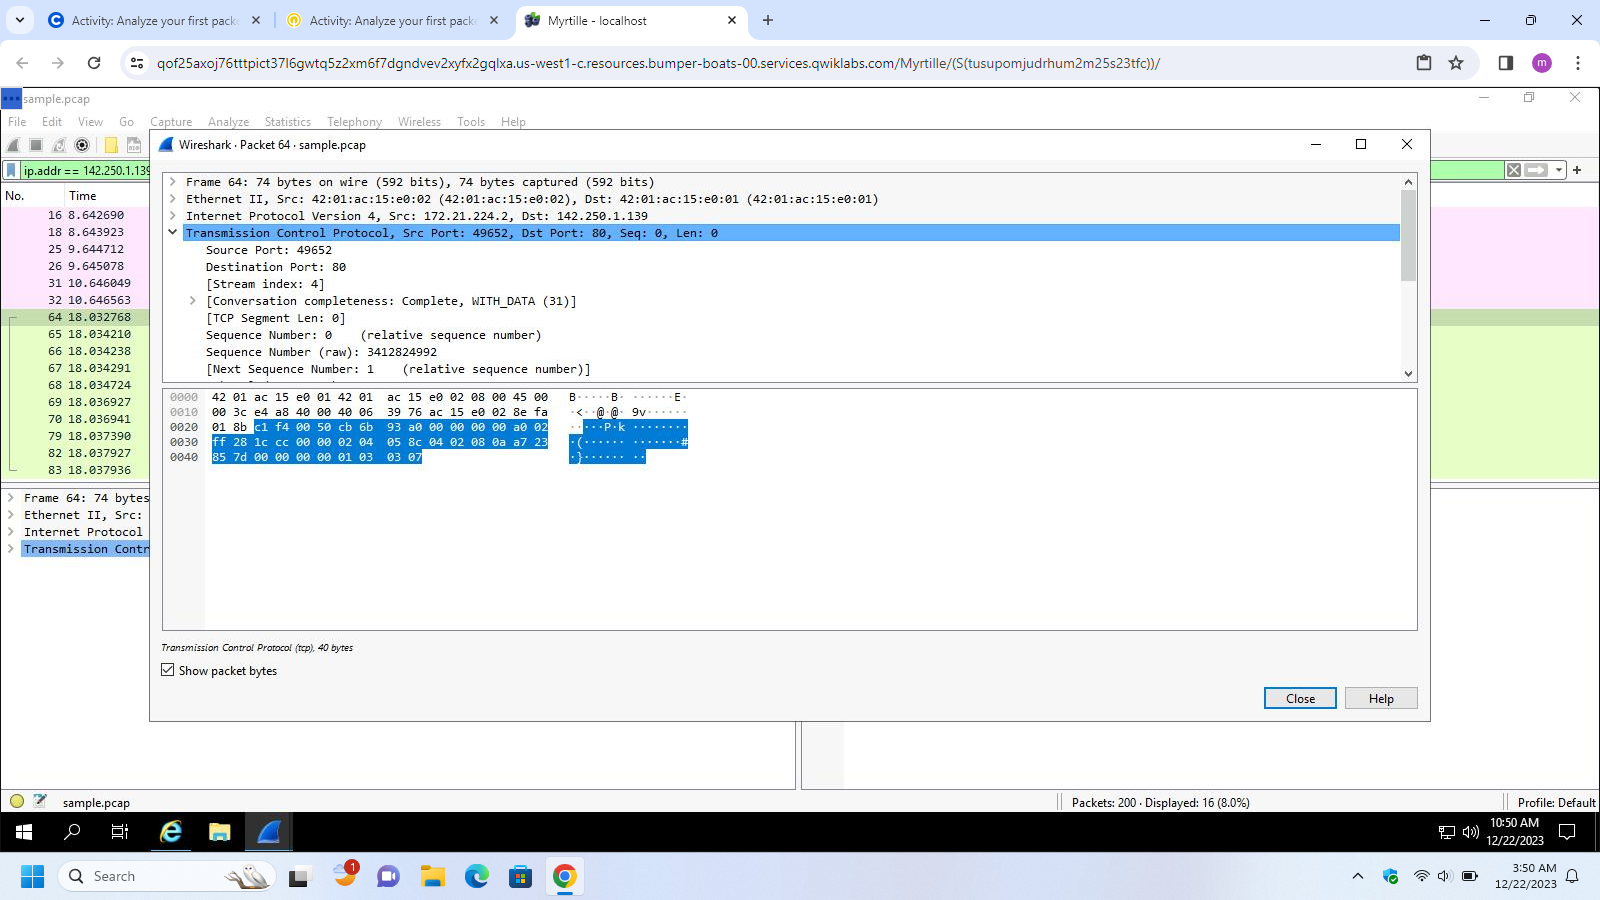 Activity: Analyze your first pack
Activity: Analyze your first pack
Myrtille - localhost
qof25axoj76tttpict37l6gwtq5z2xm6f7dgndvev2xyfx2gqlxa.us-west1-c.resources.bumper-boats-00.services.qwiklabs.com/Myrtille/(S(tusupomjudrhum2m25s23tfc))/
m
sample.pcap
File Edit View Go Capture Analyze Statistics Telephony Wireless Tools Help
Wireshark · Packet 64 · sample.pcap
ip.addr == 142.250.1.139
No. Time
16 8.642690
18 8.643923
25 9.644712
26 9.645078
31 10.646049
32 10.646563
64 18.032768
65 18.034210
66 18.034238
67 18.034291
68 18.034724
69 18.036927
70 18.036941
79 18.037390
82 18.037927
83 18.037936
Frame 64: 74 bytes
Ethernet II, Src:
Internet Protocol
Transmission Contr
Frame 64: 74 bytes on wire (592 bits), 74 bytes captured (592 bits)
Ethernet II, Src: 42:01:ac:15:e0:02 (42:01:ac:15:e0:02), Dst: 42:01:ac:15:e0:01 (42:01:ac:15:e0:01)
Internet Protocol Version 4, Src: 172.21.224.2, Dst: 142.250.1.139
Transmission Control Protocol, Src Port: 49652, Dst Port: 80, Seq: 0, Len: 0
Source Port: 49652
Destination Port: 80
[Stream index: 4]
[Conversation completeness: Complete, WITH_DATA (31)]
[TCP Segment Len: 0]
Sequence Number: 0 (relative sequence number)
Sequence Number (raw): 3412824992
[Next Sequence Number: 1 (relative sequence number)]
0000 42 01 ac 15 e0 01 42 01 ac 15 e0 02 08 00 45 00 B·····B· ······E·
0010 00 3c e4 a8 40 00 40 06 39 76 ac 15 e0 02 8e fa ·<··@·@· 9v······
0020 01 8b c1 f4 00 50 cb 6b 93 a0 00 00 00 00 a0 02 ·····P·k ········
0030 ff 28 1c cc 00 00 02 04 05 8c 04 02 08 0a a7 23 ·(······ ·······#
0040 85 7d 00 00 00 00 01 03 03 07 ·}······ ··
Transmission Control Protocol (tcp), 40 bytes
Show packet bytes
Close Help
sample.pcap
Packets: 200 · Displayed: 16 (8.0%)
Profile: Default
10:50 AM
12/22/2023
Search
1
3:50 AM
12/22/2023